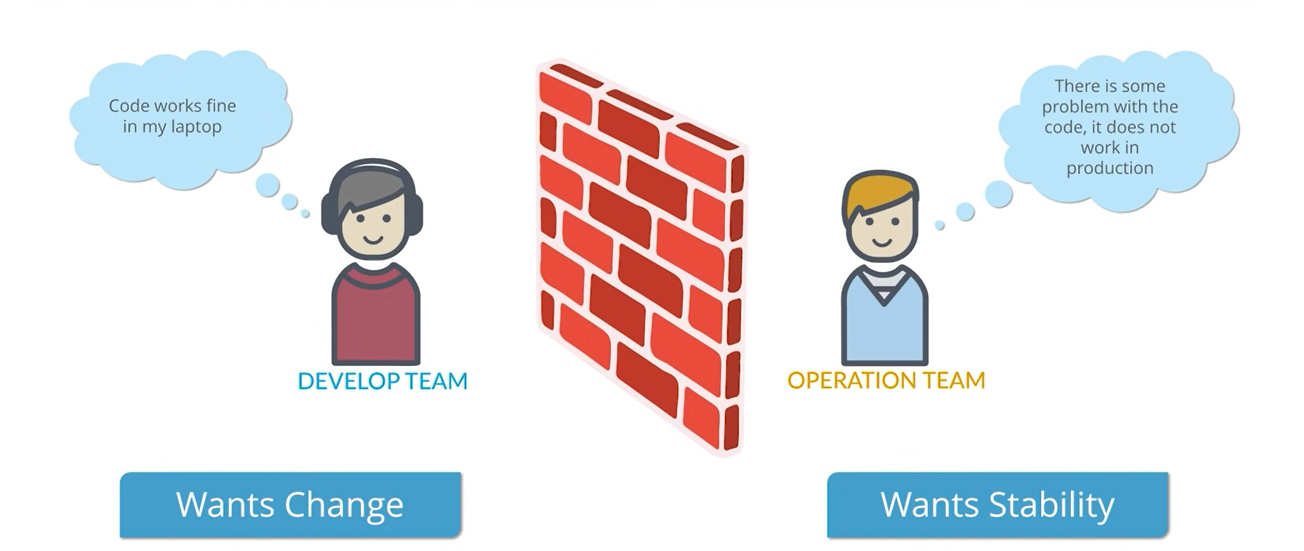 Code works fine
in my laptop
There is some
problem with the
code, it does not
work in
production
DEVELOP TEAM
OPERATION TEAM
Wants Change
Wants Stability